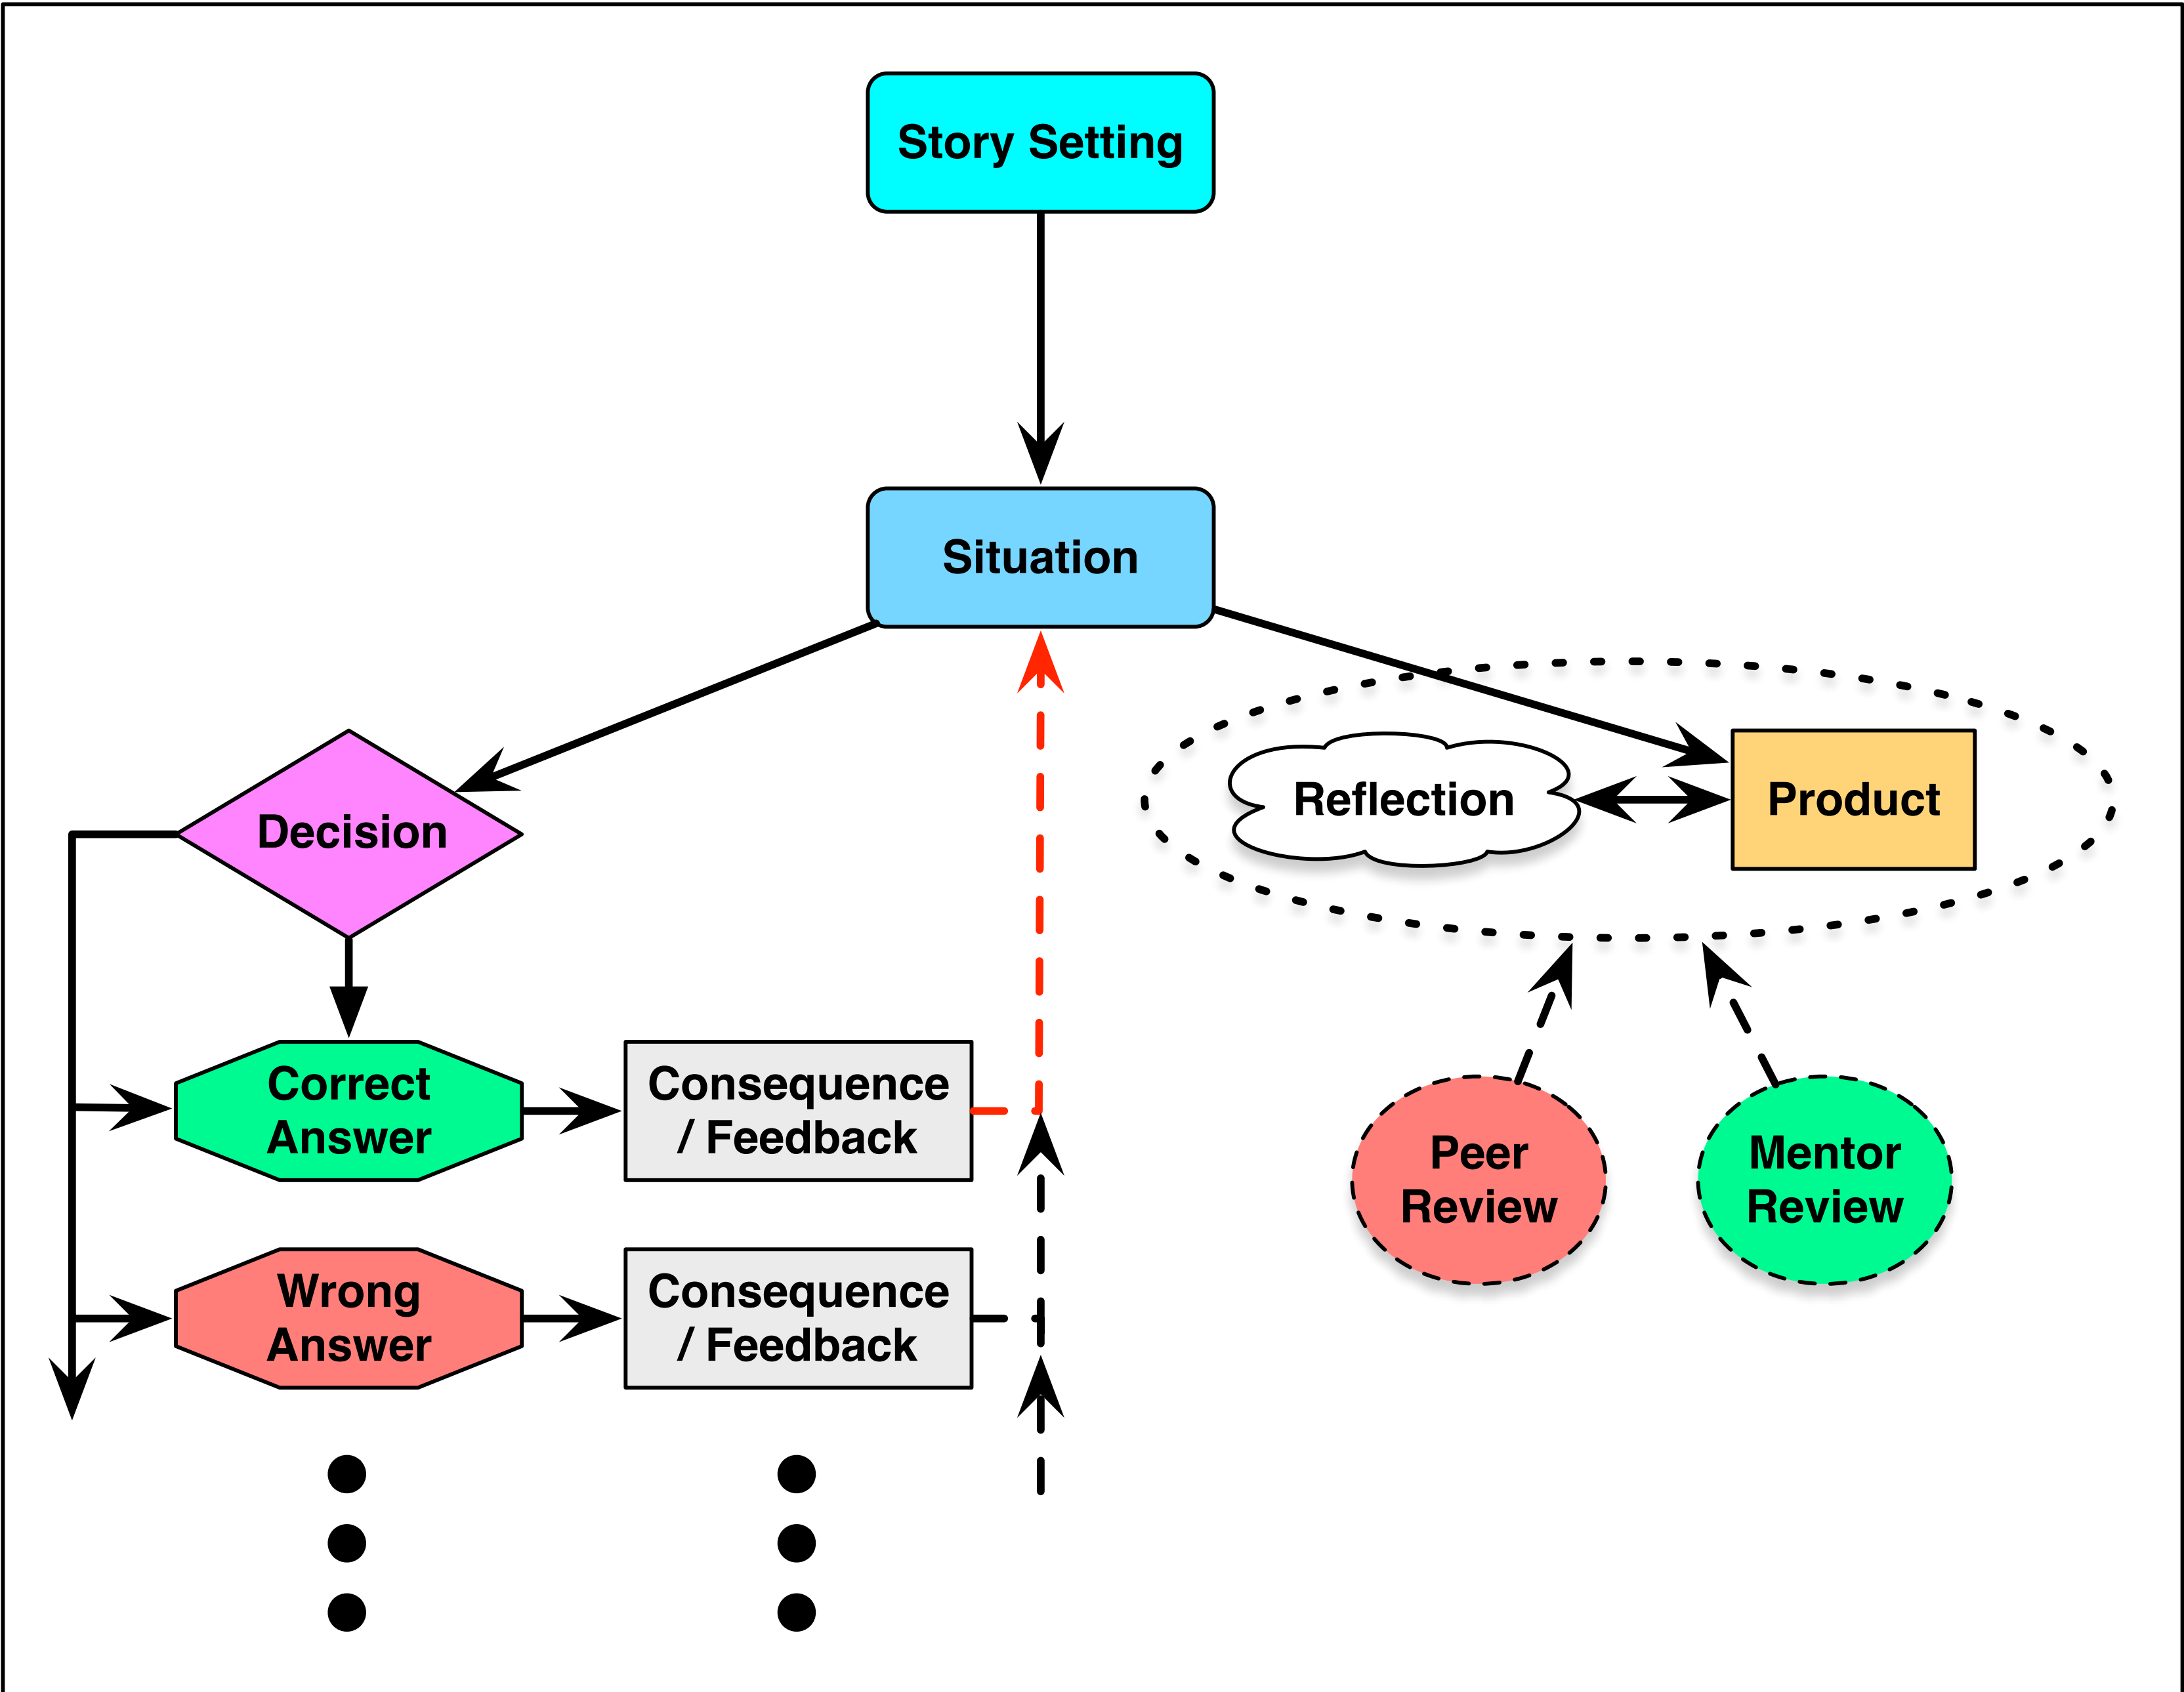 Story Setting
Situation
Decision
Reflection
Product
Correct
Answer
Consequence
/ Feedback
Peer
Review
Mentor
Review
Wrong
Answer
Consequence
/ Feedback